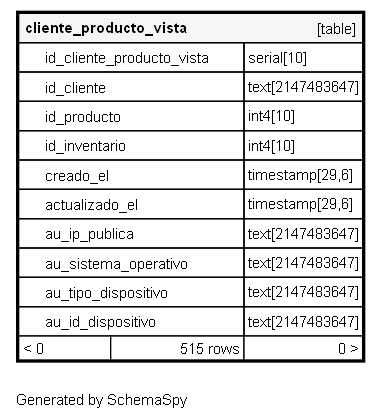 cliente_producto_vista [table]
id_cliente_producto_vista serial[10]
id_cliente text[2147483647]
id_producto int4[10]
id_inventario int4[10]
creado_el timestamp[29,6]
actualizado_el timestamp[29,6]
au_ip_publica text[2147483647]
au_sistema_operativo text[2147483647]
au_tipo_dispositivo text[2147483647]
au_id_dispositivo text[2147483647]
< 0 515 rows 0 >
Generated by SchemaSpy